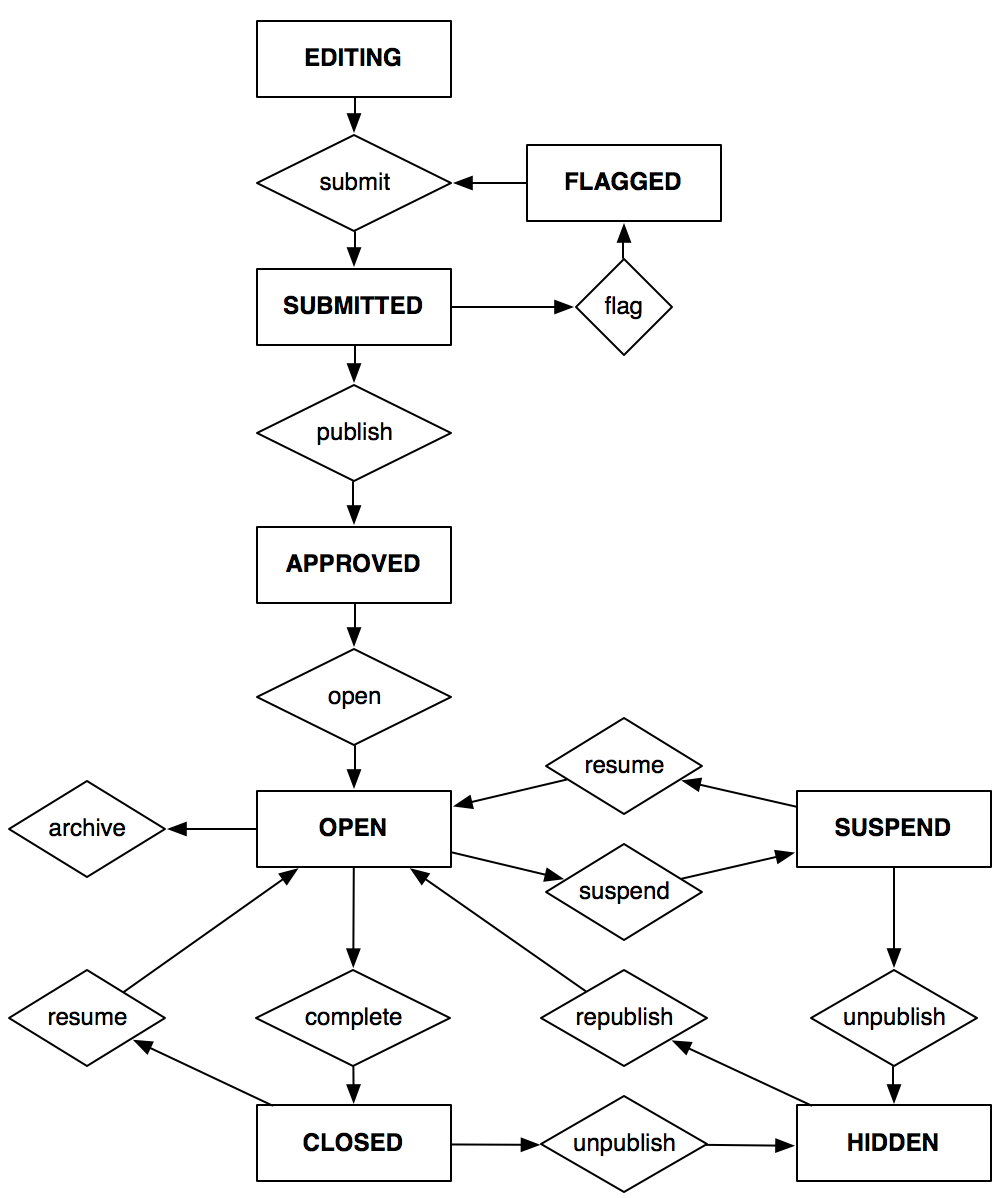 EDITING
submit
FLAGGED
SUBMITTED
flag
publish
APPROVED
open
resume
archive
OPEN
SUSPEND
suspend
resume
complete
republish
unpublish
CLOSED
unpublish
HIDDEN